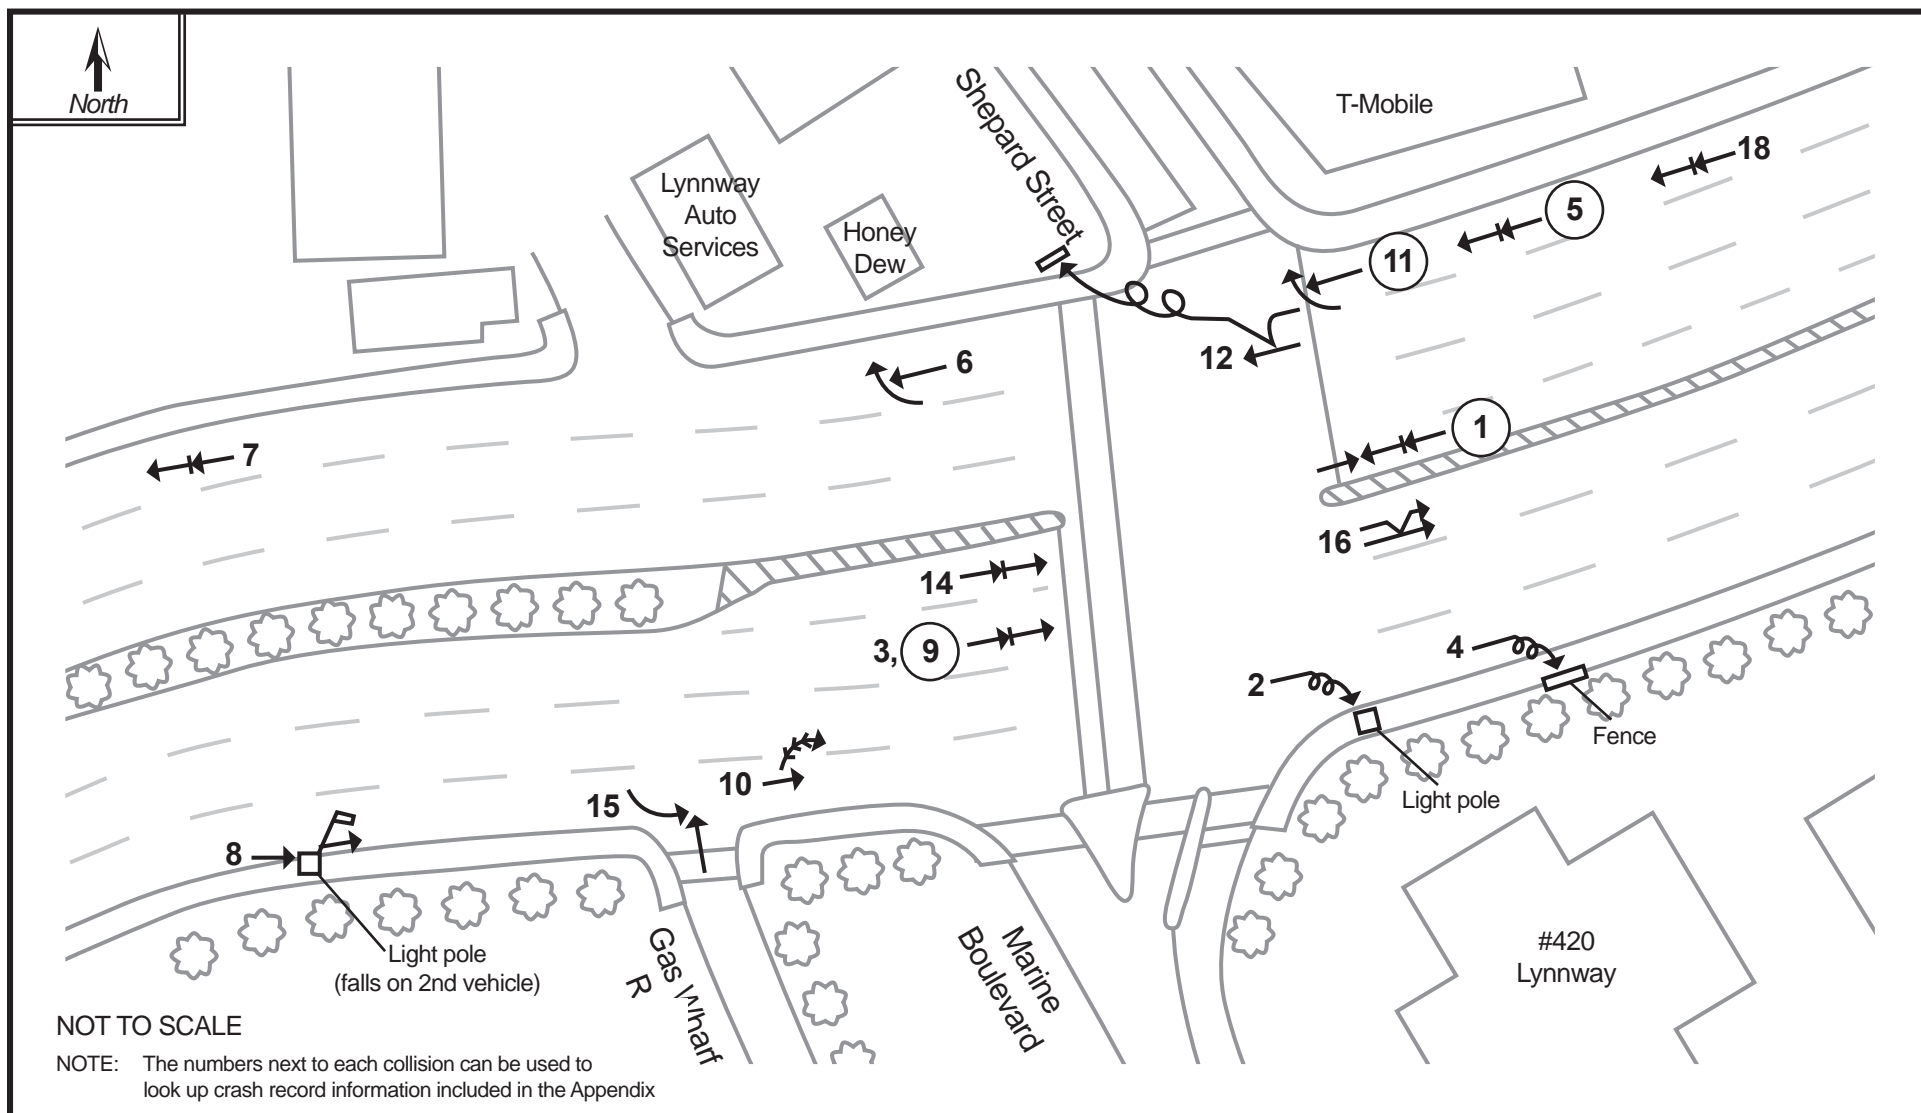 North
Shepard Street
T-Mobile
18
Lynnway
Auto
Services
Honey
Dew
5
11
6
12
7
1
14
16
3, 9
4
2
Fence
10
15
Light pole
8
Light pole
(falls on 2nd vehicle)
Gas Wharf
R
Marine
Boulevard
#420
Lynnway
NOT TO SCALE
NOTE: The numbers next to each collision can be used to
look up crash record information included in the Appendix